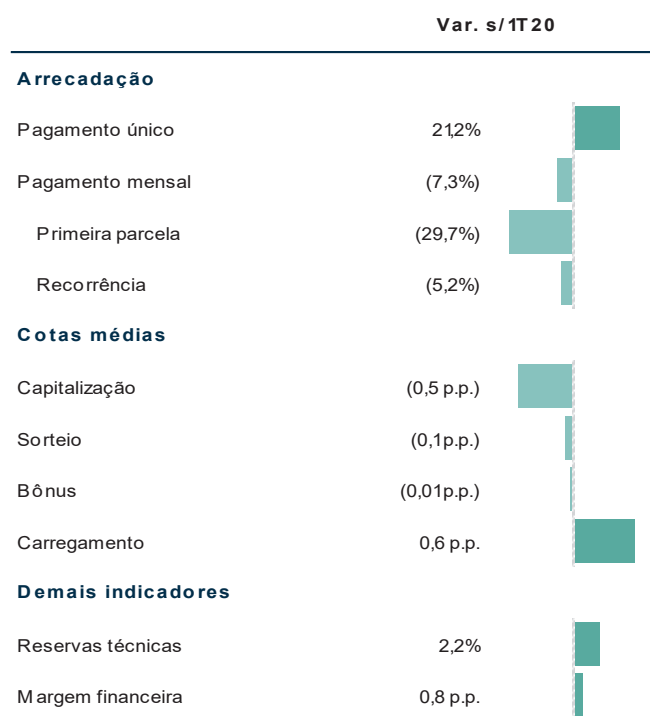 Var. s/1T20
Arrecadação
Pagamento único 21,2%
Pagamento mensal (7,3%)
Primeira parcela (29,7%)
Recorrência (5,2%)
Cotas médias
Capitalização (0,5 p.p.)
Sorteio (0,1p.p.)
Bônus (0,01p.p.)
Carregamento 0,6 p.p.
Demais indicadores
Reservas técnicas 2,2%
Margem financeira 0,8 p.p.